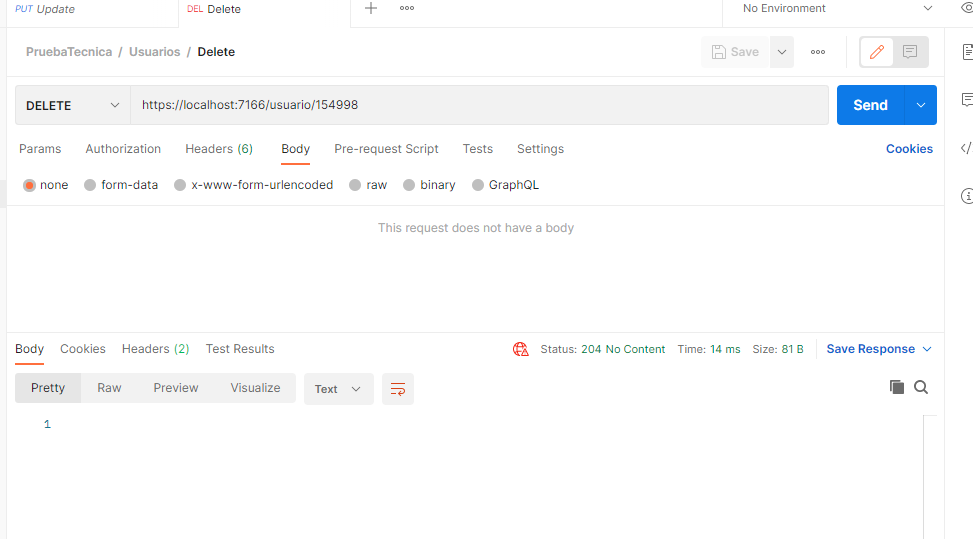 PUT Update
DEL Delete
No Environment
PruebaTecnica / Usuarios / Delete
Save
DELETE
https://localhost:7166/usuario/154998
Send
Params Authorization Headers (6) Body Pre-request Script Tests Settings Cookies
none form-data x-www-form-urlencoded raw binary GraphQL
This request does not have a body
Body Cookies Headers (2) Test Results Status: 204 No Content Time: 14 ms Size: 81 B Save Response
Pretty Raw Preview Visualize Text
1